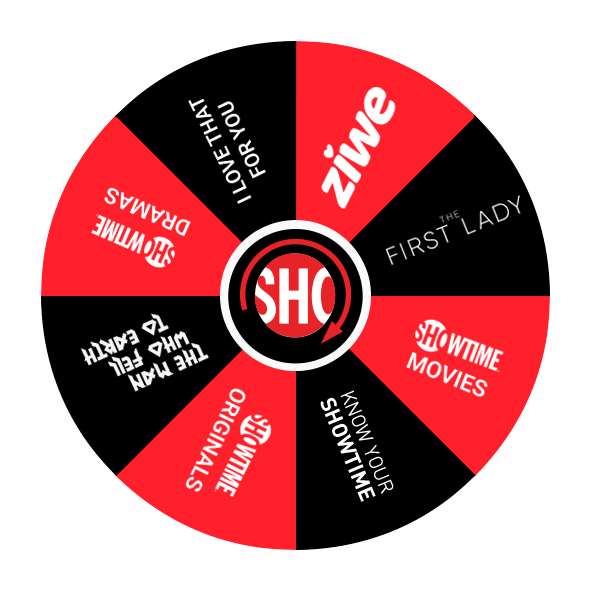 ziwe
THE
FIRST LADY
SHOWTIME
MOVIES
KNOW YOUR
SHOWTIME
SHOWTIME
ORIGINALS
THE MAN
WHO FELL
TO EARTH
SHOWTIME
DRAMAS
I LOVE THAT
FOR YOU
SHO